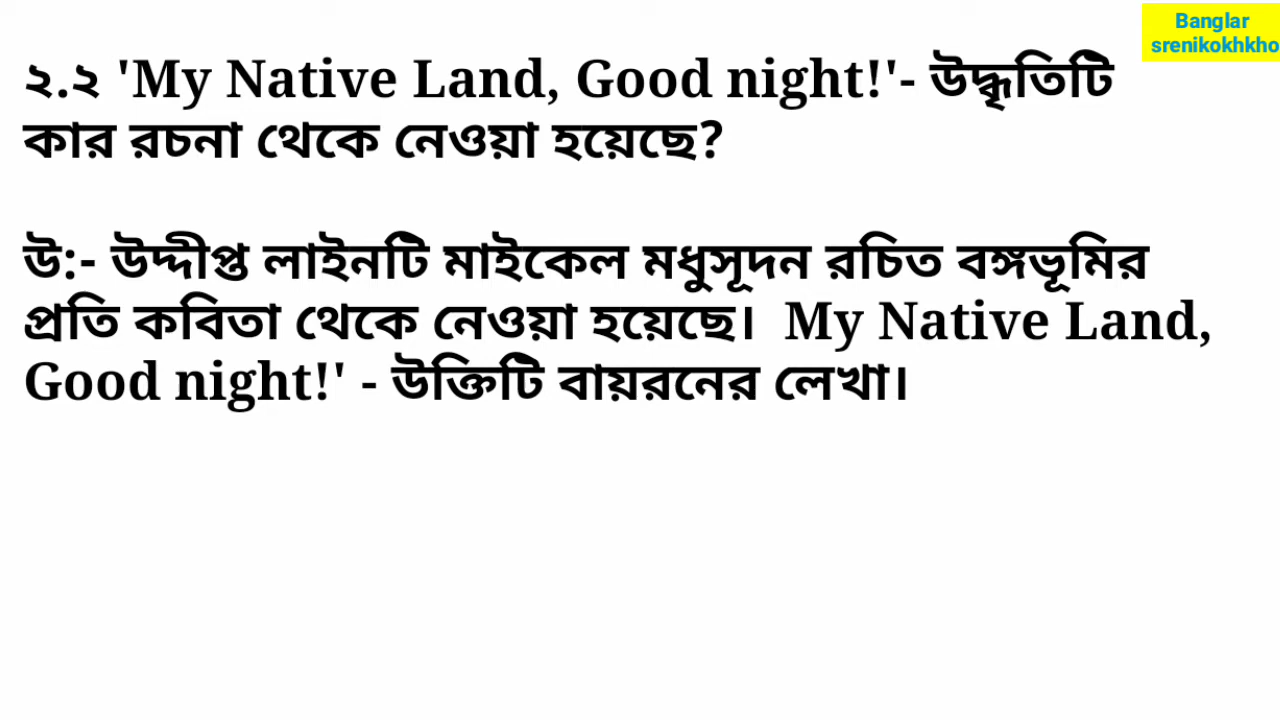 Banglar
srenikokhkho
২.২ 'My Native Land, Good night!'- উদ্ধৃতিটি
কার রচনা থেকে নেওয়া হয়েছে?
উ:- উদ্দীপ্ত লাইনটি মাইকেল মধুসূদন রচিত বঙ্গভূমির
প্রতি কবিতা থেকে নেওয়া হয়েছে। My Native Land,
Good night!' - উক্তিটি বায়রনের লেখা।